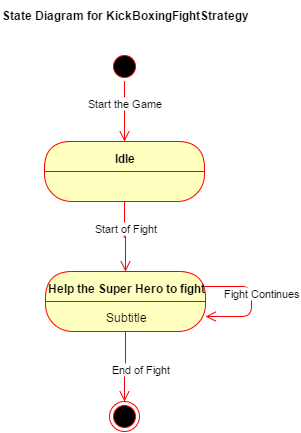 State Diagram for KickBoxingFightStrategy
Start the Game
Idle
Start of Fight
Help the Super Hero to fight
Fight Continues
Subtitle
End of Fight